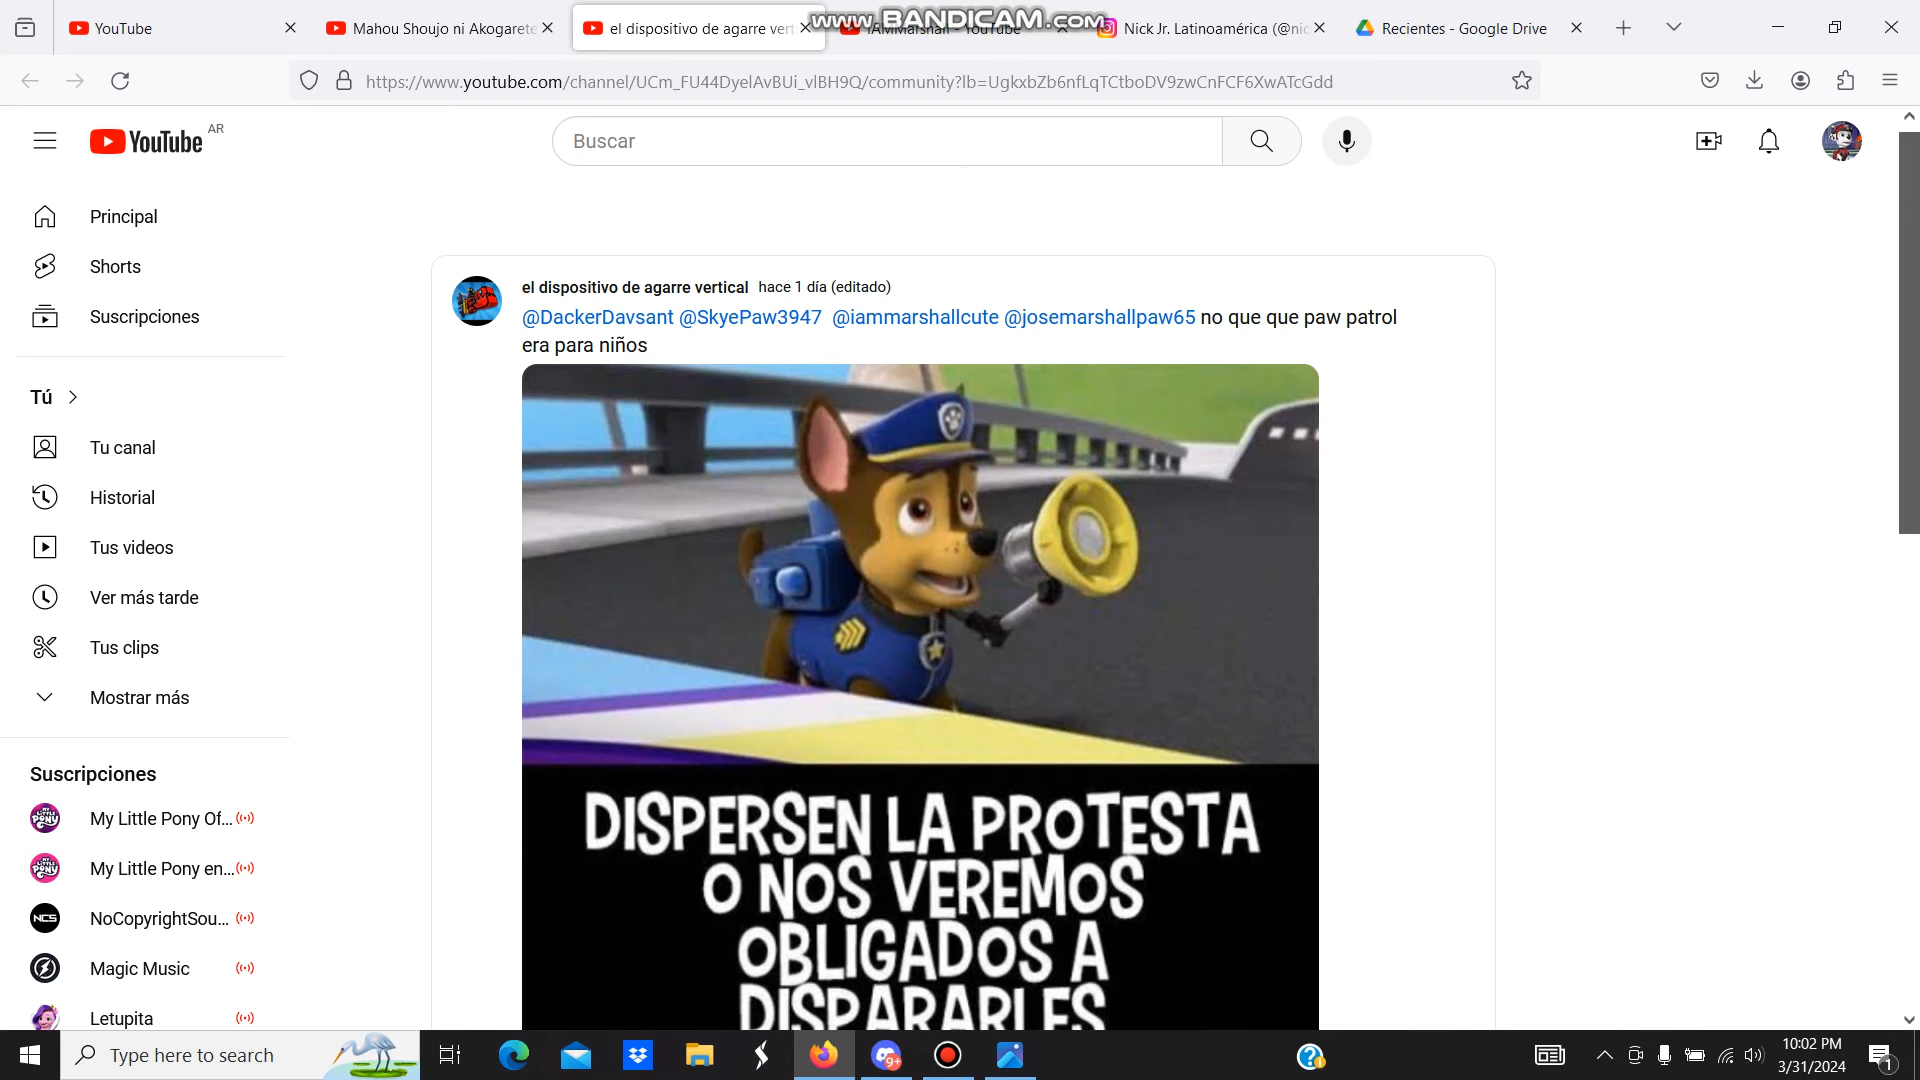 YouTube
Mahou Shoujo ni Akogarete
el dispositivo de agarre vert
www.BANDICAM.com
IAMMarshall - YouTube
Nick Jr. Latinoamérica (@nic
Recientes - Google Drive
https://www.youtube.com/channel/UCm_FU44DyelAvBUi_vlBH9Q/community?lb=UgkxbZb6nfLqTCtboDV9zwCnFCF6XwATcGdd
YouTube AR
Buscar
Principal
Shorts
Suscripciones
Tú
Tu canal
Historial
Tus videos
Ver más tarde
Tus clips
Mostrar más
Suscripciones
My Little Pony Of...
My Little Pony en...
NoCopyrightSou...
Magic Music
Letupita
el dispositivo de agarre vertical hace 1 día (editado)
@DackerDavsant @SkyePaw3947 @iammarshallcute @josemarshallpaw65 no que que paw patrol
era para niños
DISPERSEN LA PROTESTA
O NOS VEREMOS
OBLIGADOS A
DISPARARLES
Type here to search
9+
10:02 PM
3/31/2024
1